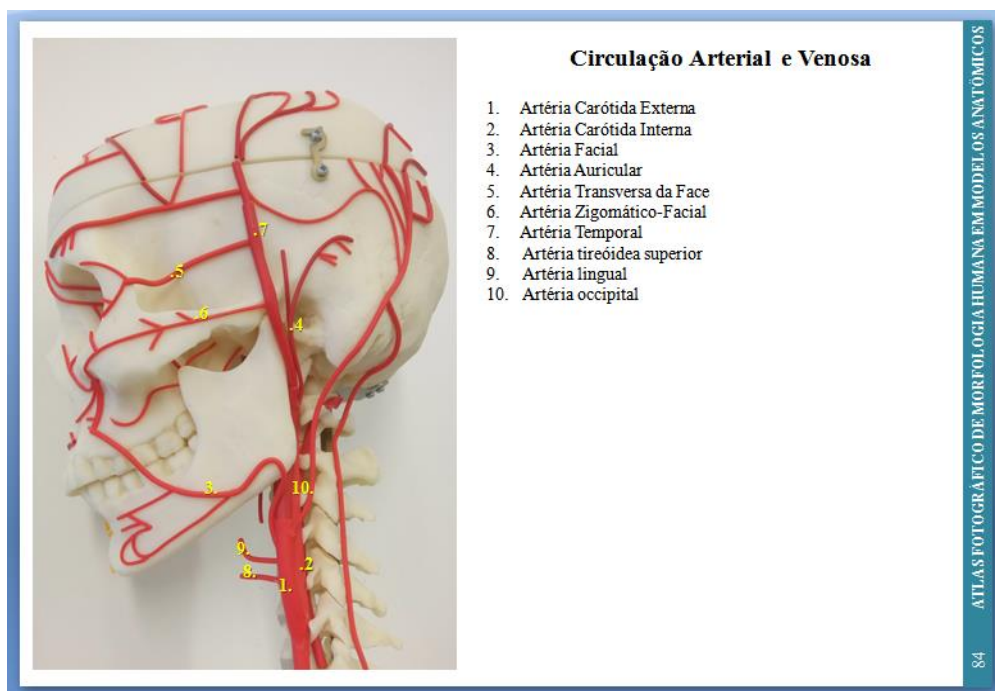 Circulação Arterial e Venosa
1. Artéria Carótida Externa
2. Artéria Carótida Interna
3. Artéria Facial
4. Artéria Auricular
5. Artéria Transversa da Face
6. Artéria Zigomático-Facial
7. Artéria Temporal
8. Artéria tireóidea superior
9. Artéria lingual
10. Artéria occipital
.7
.5
.6
.4
3.
10.
9.
8.
.2
1.
ATLAS FOTOGRÁFICO DE MORFOLOGIA HUMANA EM MODELOS ANATÔMICOS
84